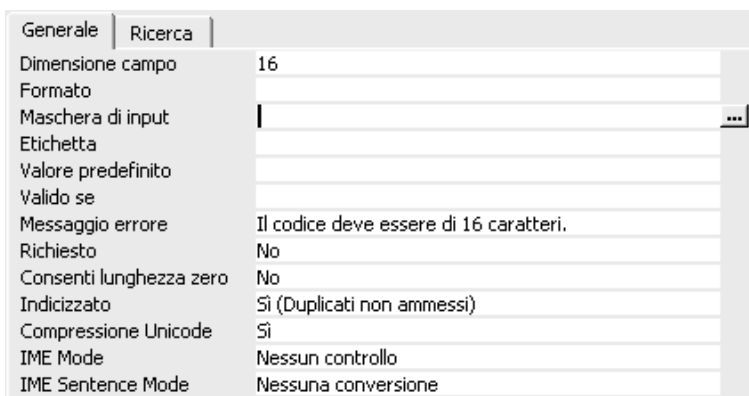 Generale Ricerca
Dimensione campo 16
Formato
Maschera di input ...
Etichetta
Valore predefinito
Valido se
Messaggio errore Il codice deve essere di 16 caratteri.
Richiesto No
Consenti lunghezza zero No
Indicizzato Sì (Duplicati non ammessi)
Compressione Unicode Sì
IME Mode Nessun controllo
IME Sentence Mode Nessuna conversione